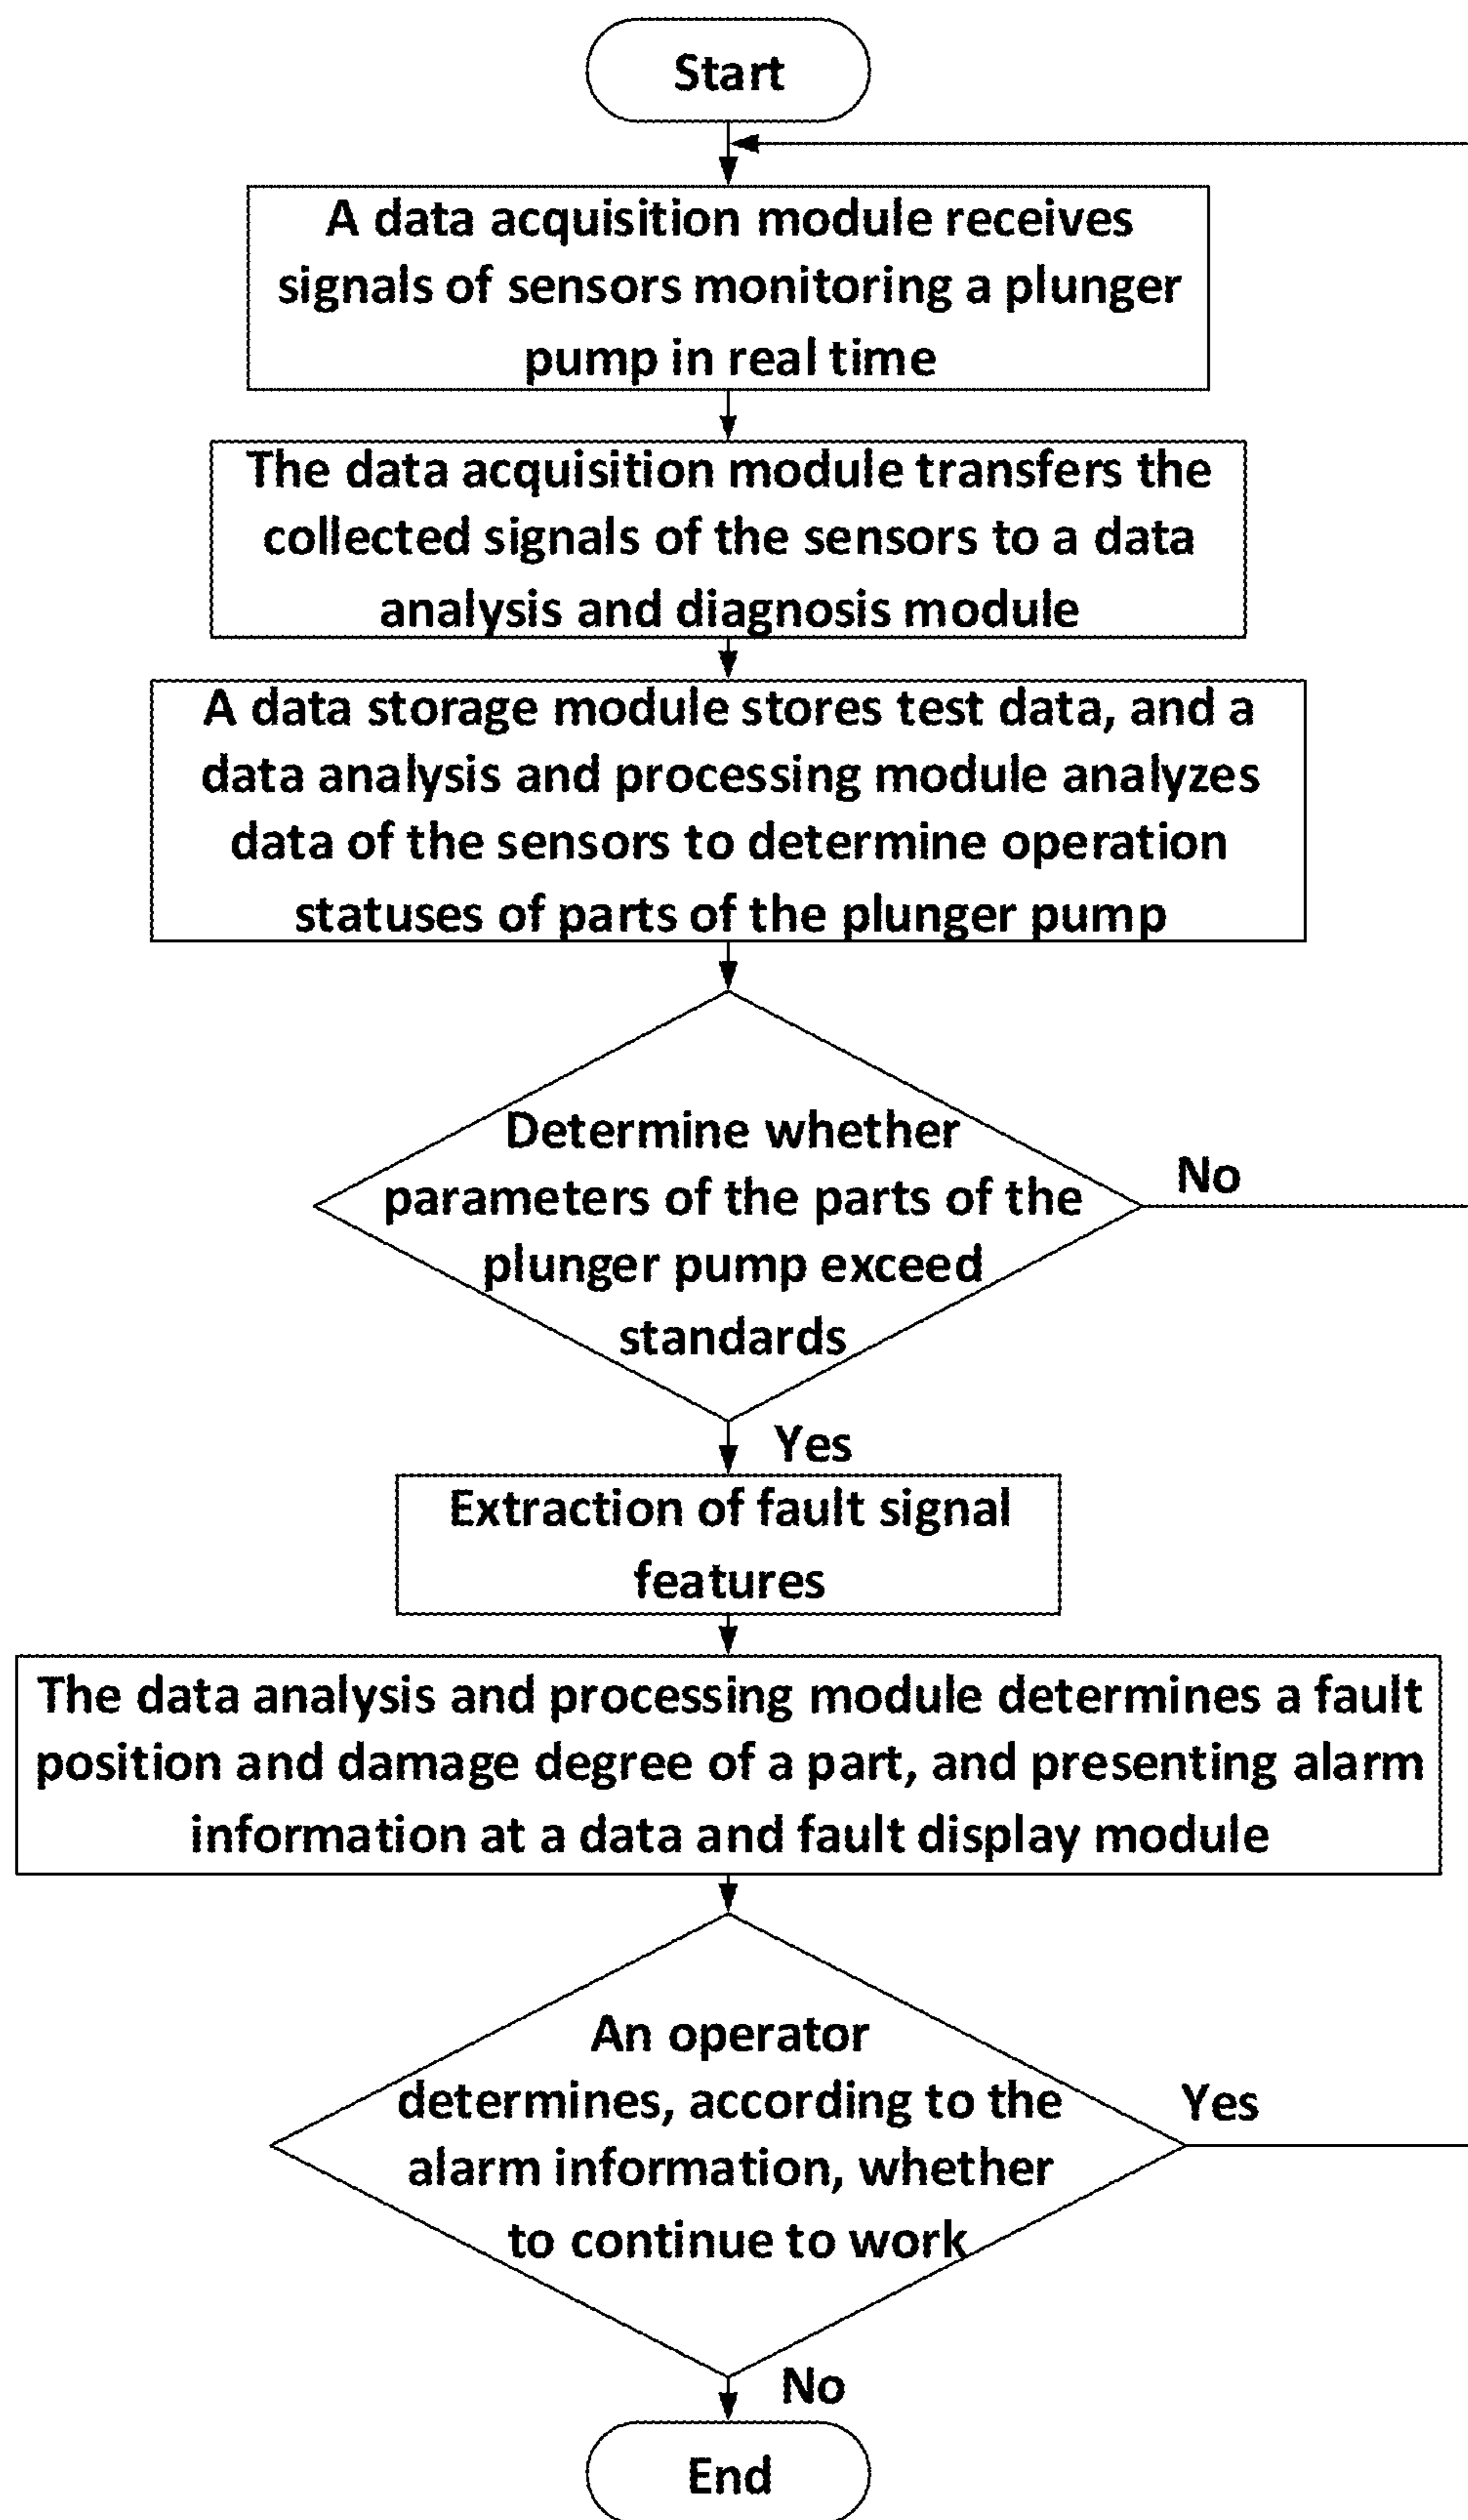 Start
A data acquisition module receives
signals of sensors monitoring a plunger
pump in real time
The data acquisition module transfers the
collected signals of the sensors to a data
analysis and diagnosis module
A data storage module stores test data, and a
data analysis and processing module analyzes
data of the sensors to determine operation
statuses of parts of the plunger pump
Determine whether
parameters of the parts of the
plunger pump exceed
standards
No
Yes
Extraction of fault signal
features
The data analysis and processing module determines a fault
position and damage degree of a part, and presenting alarm
information at a data and fault display module
An operator
determines, according to the
alarm information, whether
to continue to work
Yes
No
End